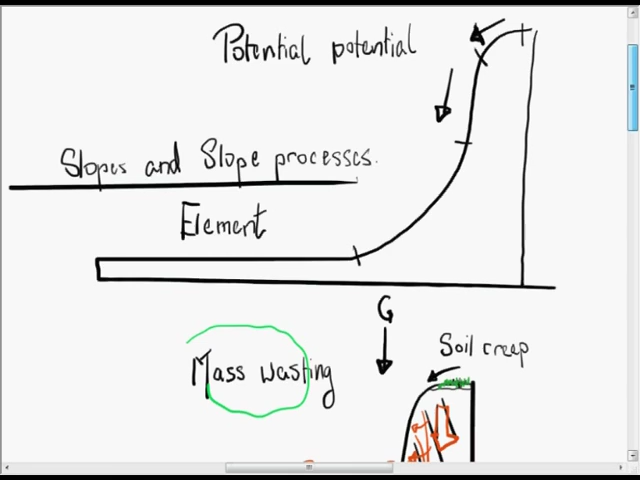 Potential potential
Slopes and Slope processes.
Element
G
Soil creep
Mass wasting